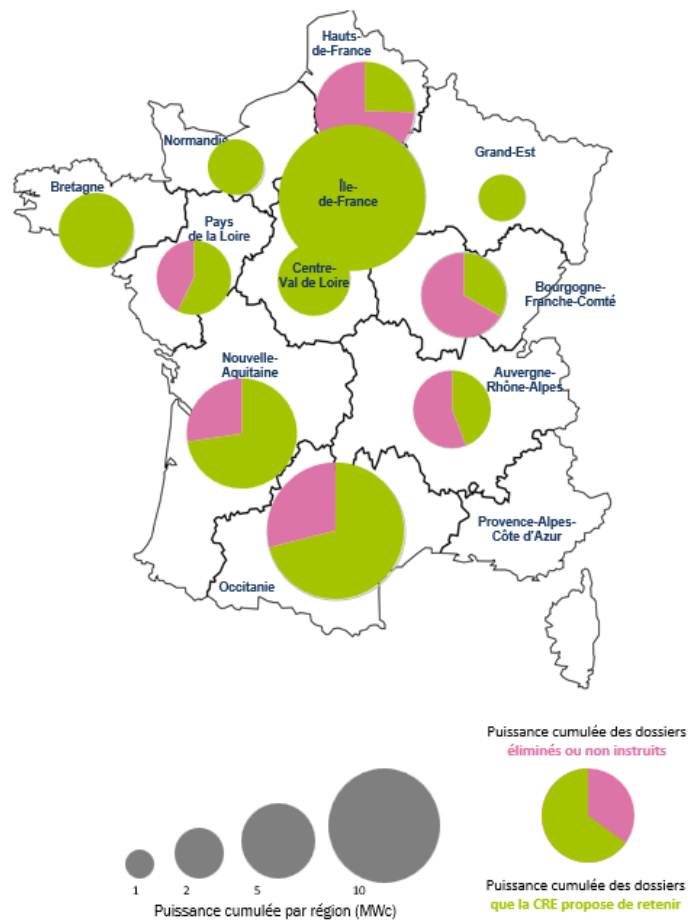 Hauts-
de-France
Normandie
Grand-Est
Île-
de-France
Bretagne
Pays
de la Loire
Centre-
Val de Loire
Bourgogne-
Franche-Comté
Nouvelle-
Aquitaine
Auvergne-
Rhône-Alpes
Provence-Alpes-
Côte d'Azur
Occitanie
Puissance cumulée des dossiers
éliminés ou non instruits
1 2 5 10
Puissance cumulée par région (MWc)
Puissance cumulée des dossiers
que la CRE propose de retenir